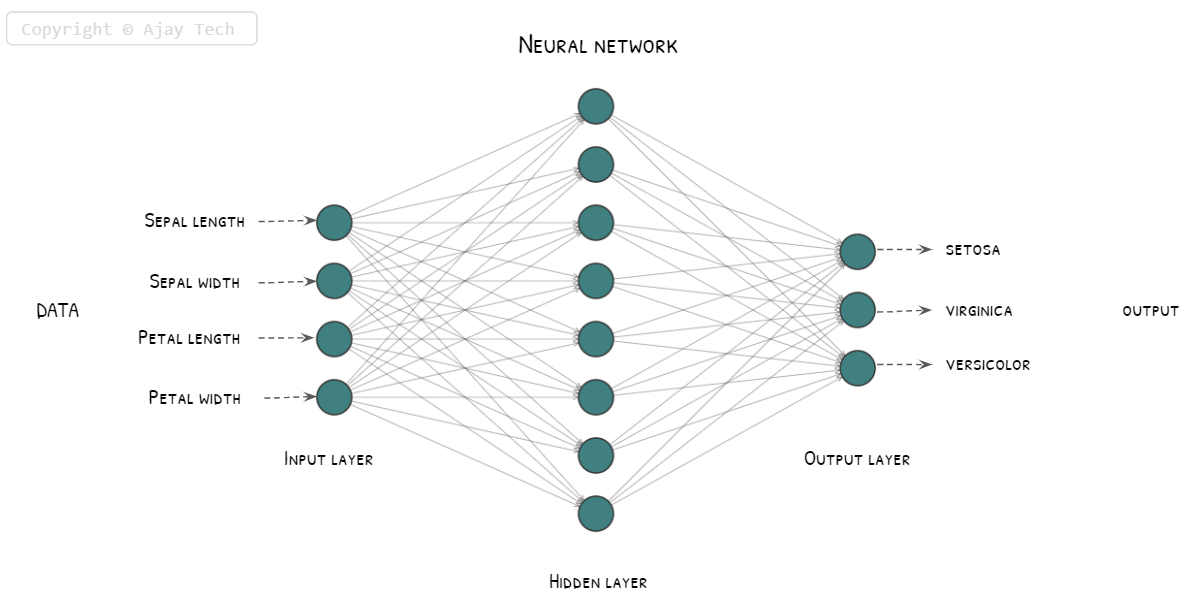 Copyright © Ajay Tech
Neural network
Sepal length
Sepal width
Petal length
Petal width
DATA
setosa
virginica
versicolor
output
Input layer
Output layer
Hidden layer